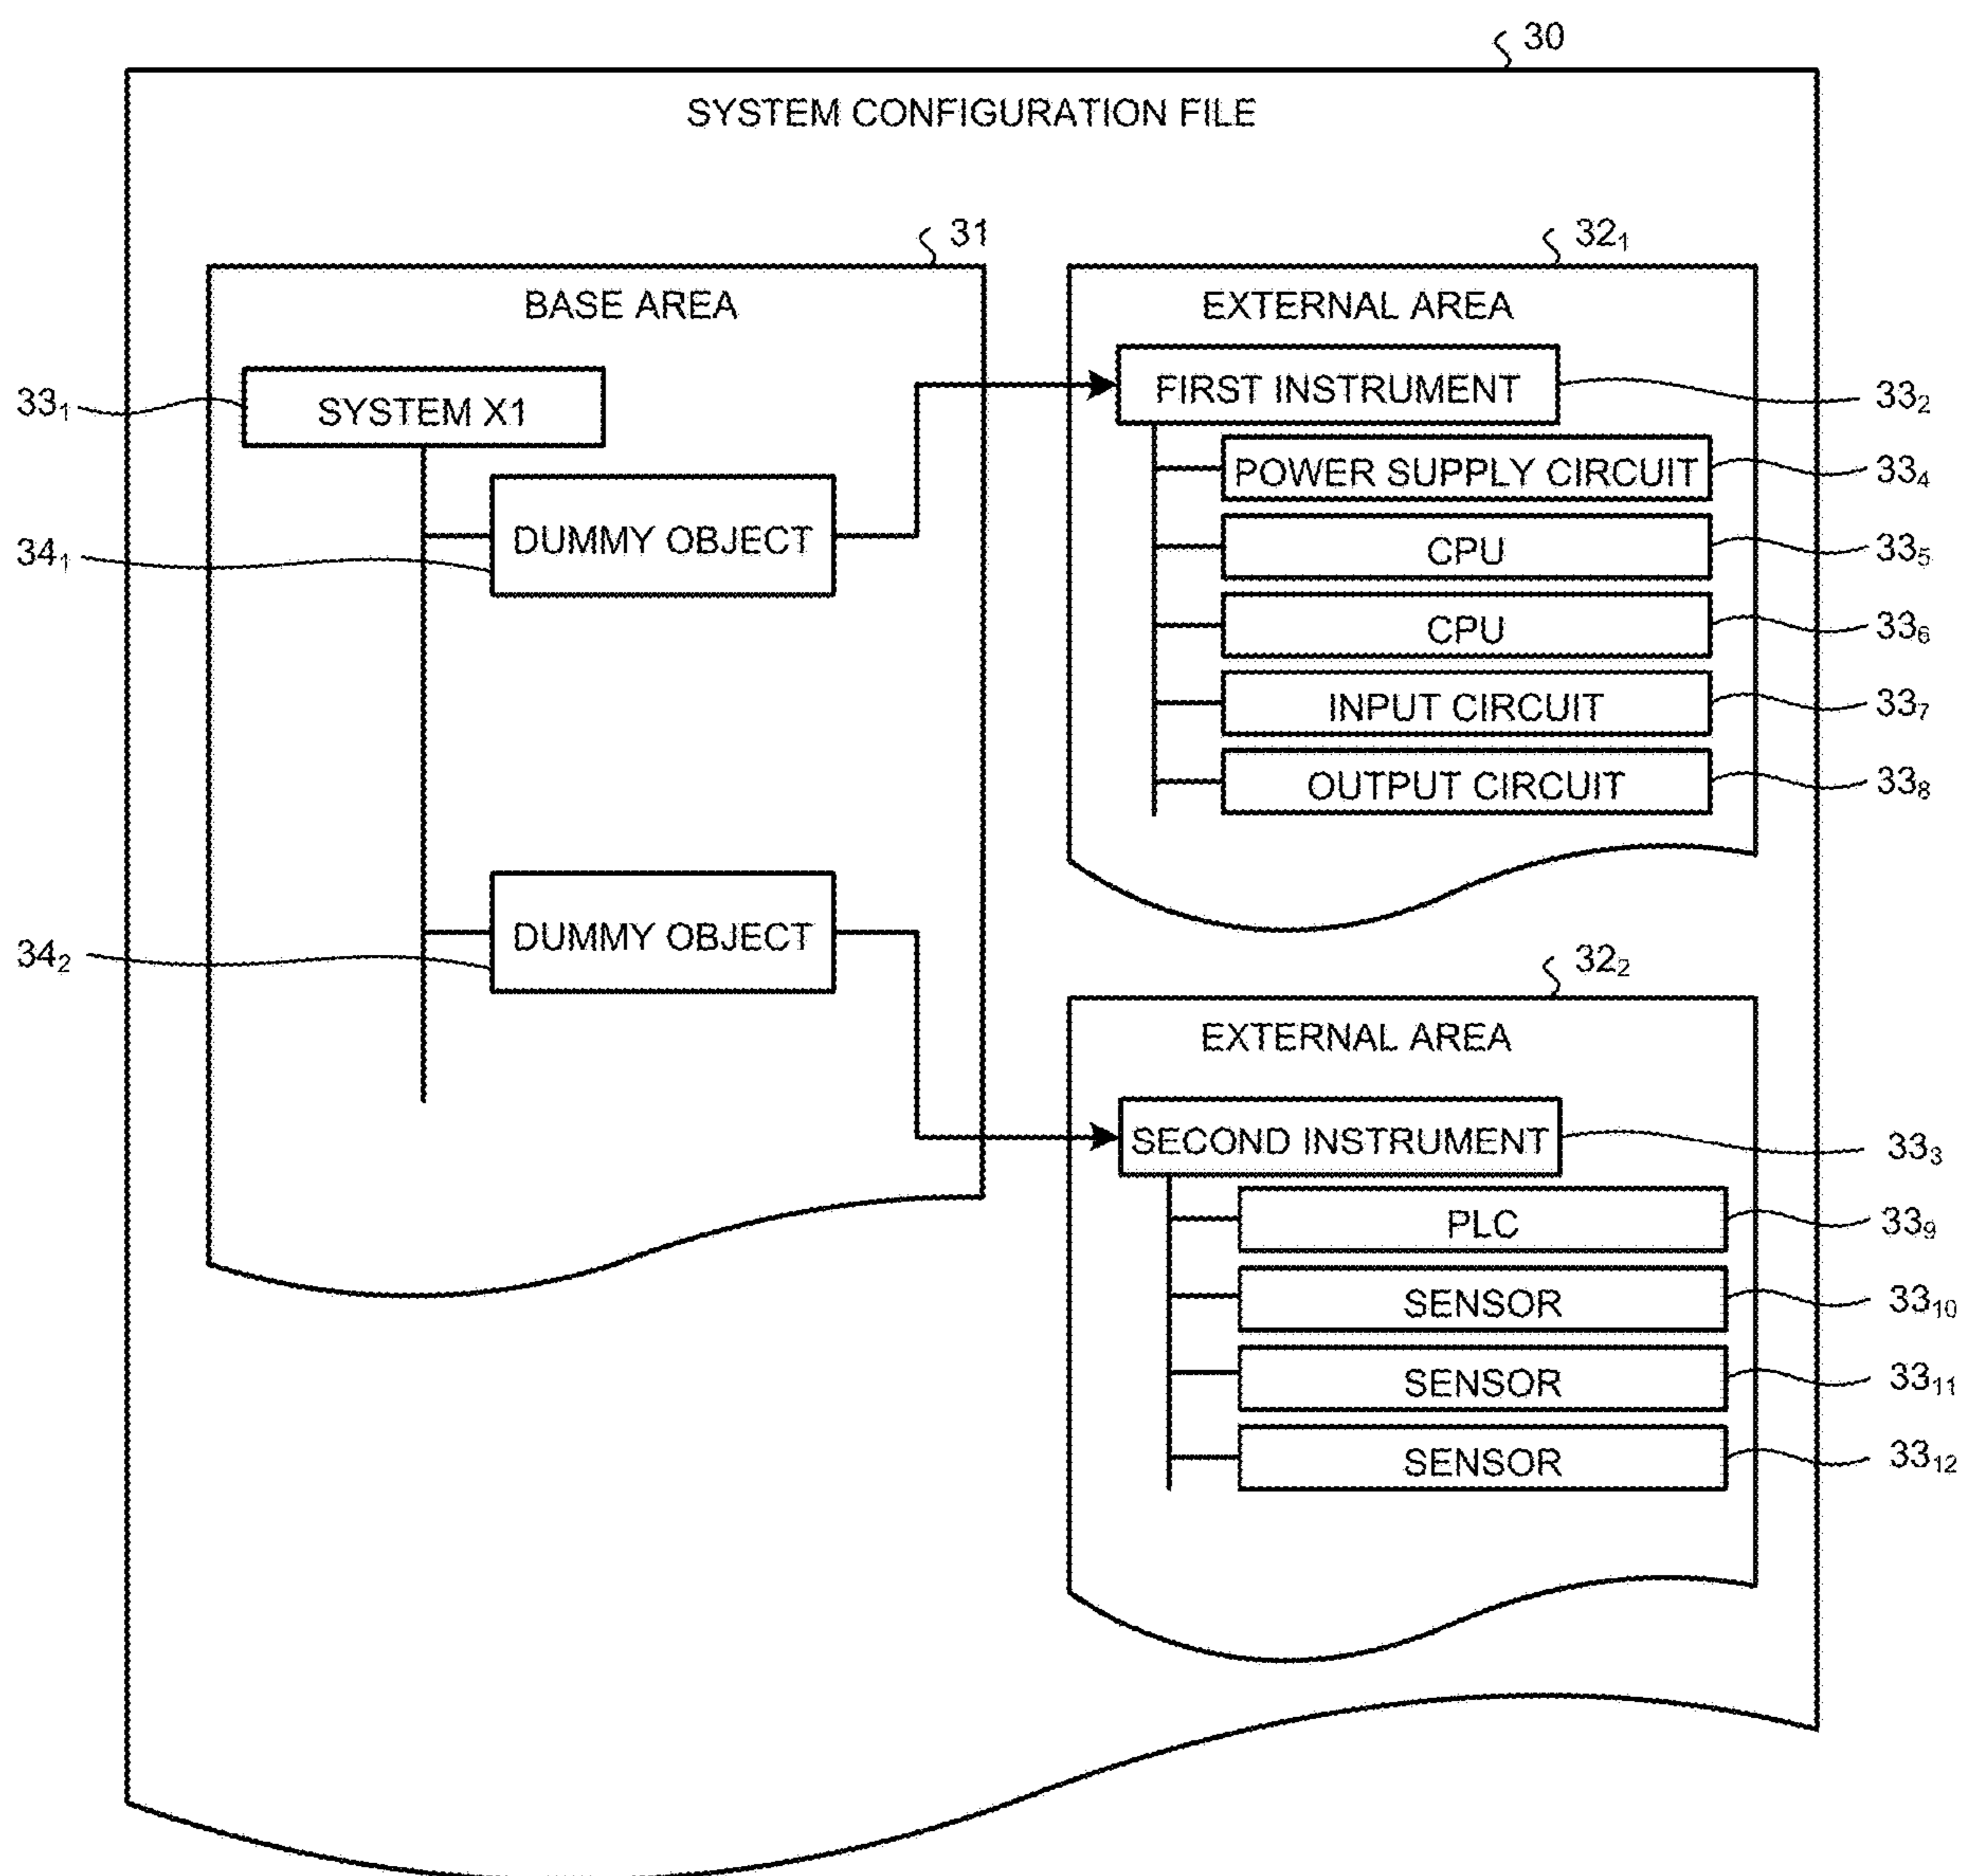 30
SYSTEM CONFIGURATION FILE
31
BASE AREA
33₁
SYSTEM X1
34₁
DUMMY OBJECT
34₂
DUMMY OBJECT
32₁
EXTERNAL AREA
FIRST INSTRUMENT
33₂
POWER SUPPLY CIRCUIT
33₄
CPU
33₅
CPU
33₆
INPUT CIRCUIT
33₇
OUTPUT CIRCUIT
33₈
32₂
EXTERNAL AREA
SECOND INSTRUMENT
33₃
PLC
33₉
SENSOR
33₁₀
SENSOR
33₁₁
SENSOR
33₁₂